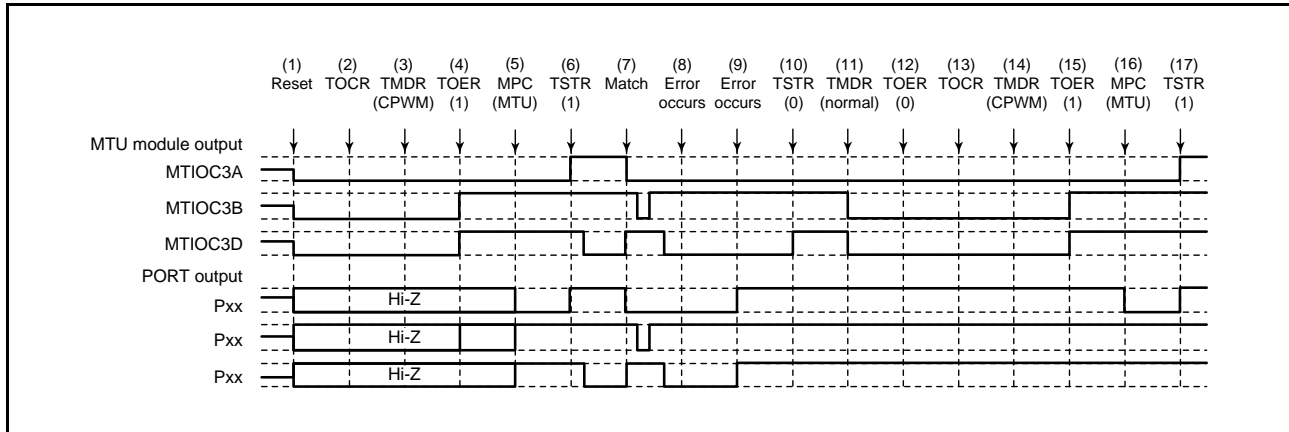 (1) (2) (3) (4) (5) (6) (7) (8) (9) (10) (11) (12) (13) (14) (15) (16) (17)
Reset TOCR TMDR TOER MPC TSTR Match Error Error TSTR TMDR TOER TOCR TMDR TOER MPC TSTR
(CPWM) (1) (MTU) (1) occurs occurs (0) (normal) (0) (CPWM) (1) (MTU) (1)
MTU module output
MTIOC3A
MTIOC3B
MTIOC3D
PORT output
Pxx Hi-Z
Pxx Hi-Z
Pxx Hi-Z